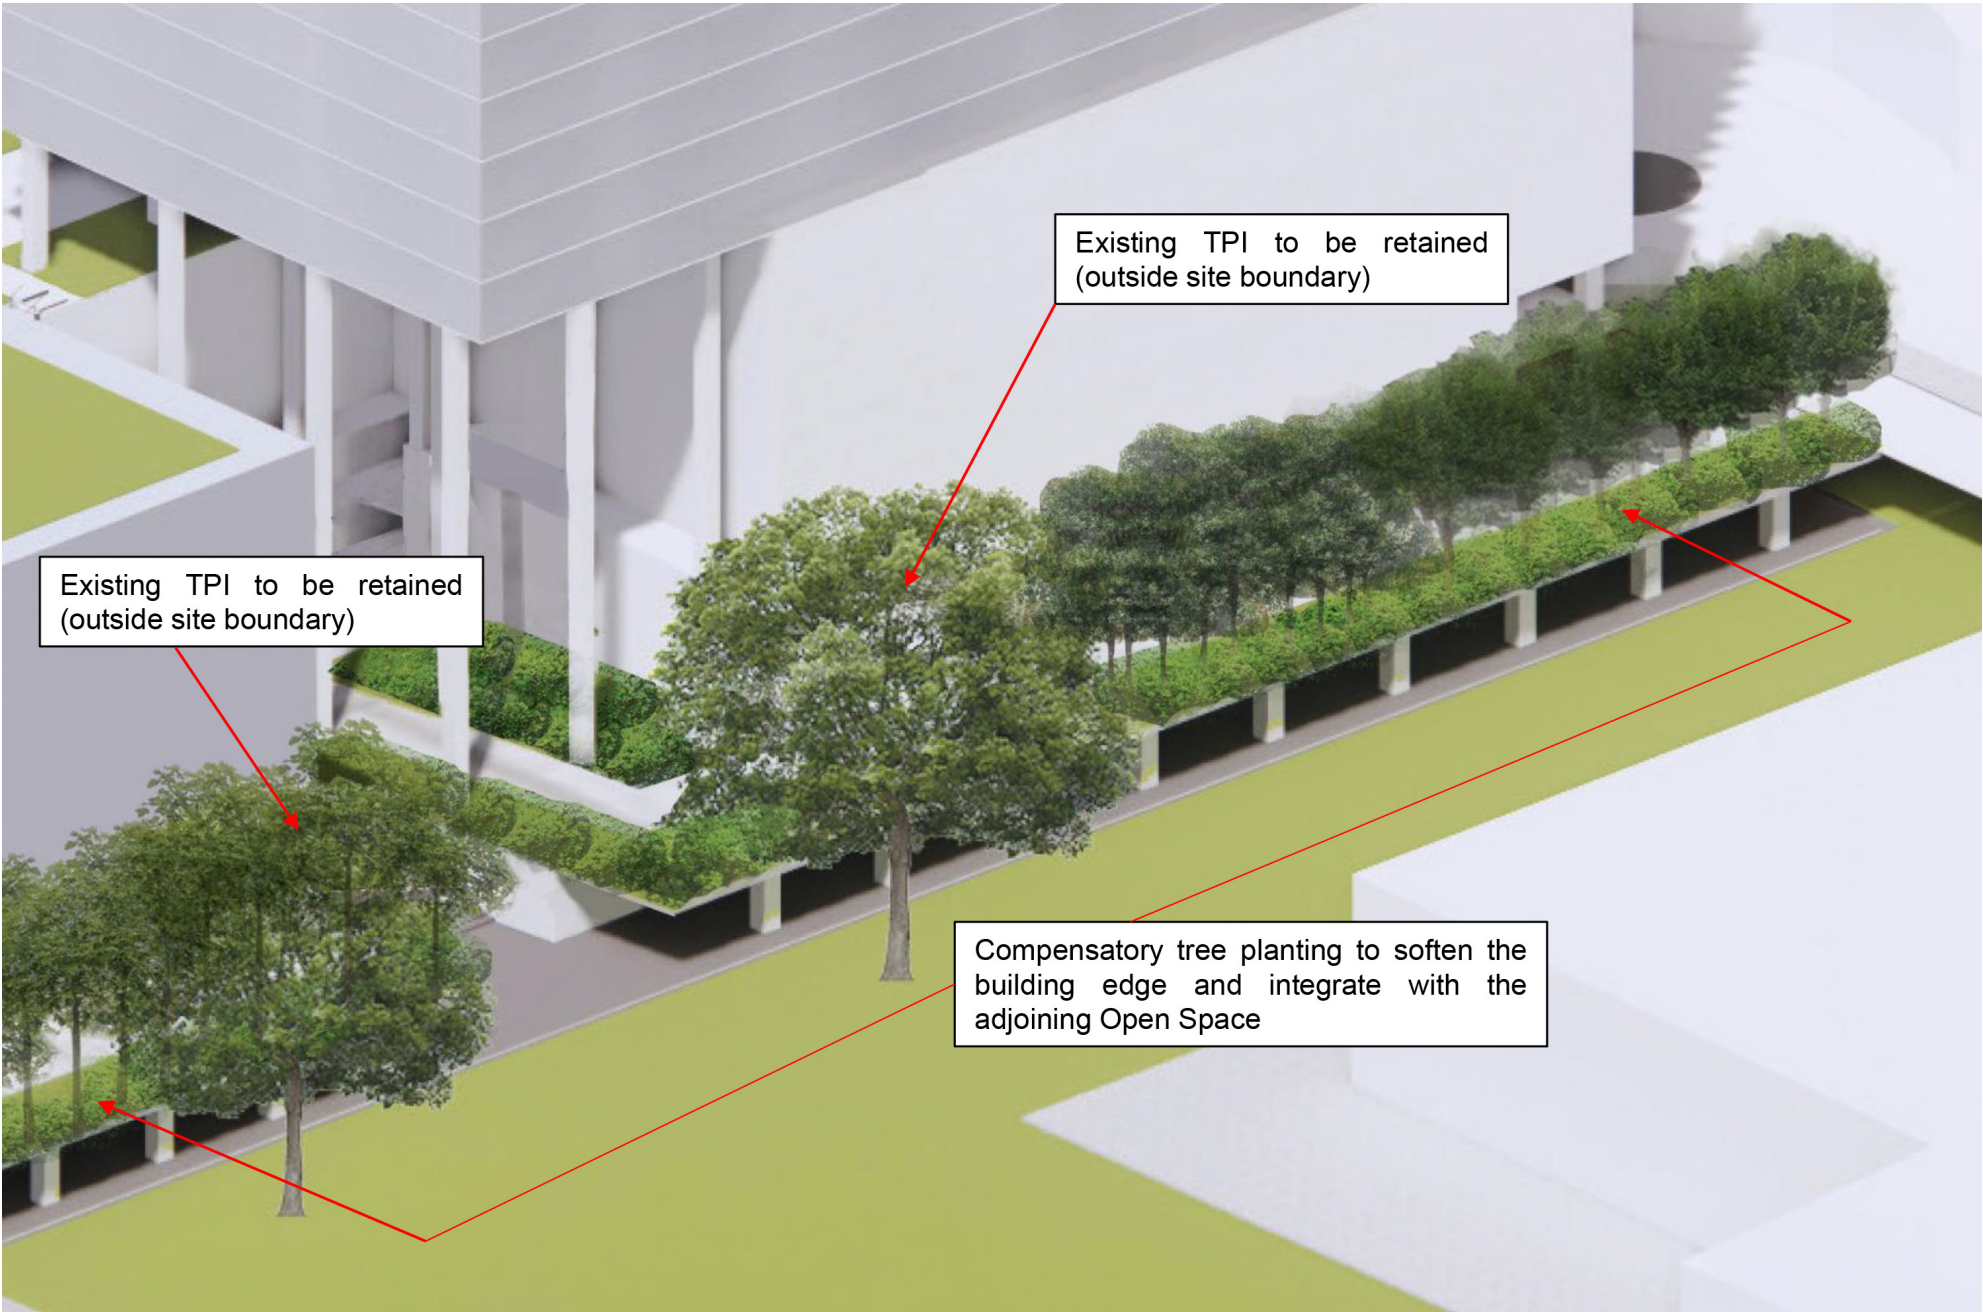 Existing TPI to be retained
(outside site boundary)
Existing TPI to be retained
(outside site boundary)
Compensatory tree planting to soften the
building edge and integrate with the
adjoining Open Space